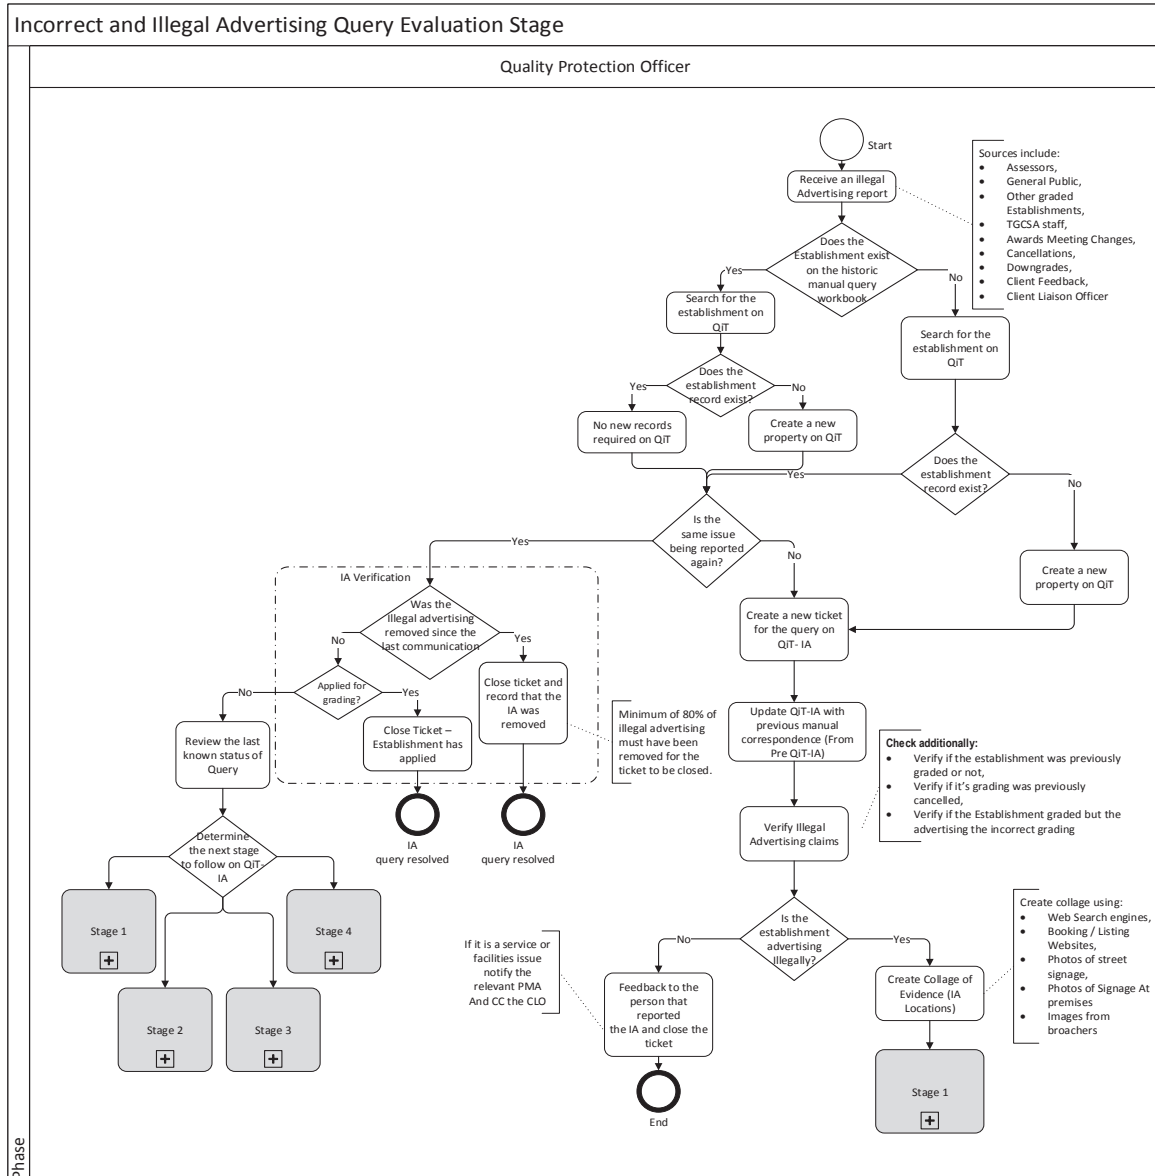 Incorrect and Illegal Advertising Query Evaluation Stage
Quality Protection Officer
Phase
Start
Receive an illegal
Advertising report
Sources include:
• Assessors,
• General Public,
• Other graded
Establishments,
• TGCSA staff,
• Awards Meeting Changes,
• Cancellations,
• Downgrades,
• Client Feedback,
• Client Liaison Officer
Does the
Establishment exist
on the historic
manual query
workbook
Yes
No
Search for the
establishment on
QiT
Search for the
establishment on
QiT
Does the
establishment
record exist?
Yes
No
No new records
required on QiT
Create a new
property on QiT
Does the
establishment
record exist?
Yes
No
Create a new
property on QiT
Is the
same issue
being reported
again?
Yes
No
IA Verification
Was the
Illegal advertising
removed since the
last communication
No
Yes
Applied for
grading?
No
Yes
Close ticket and
record that the
IA was removed
Close Ticket –
Establishment has
applied
Minimum of 80% of
illegal advertising
must have been
removed for the
ticket to be closed.
IA
query resolved
IA
query resolved
Review the last
known status of
Query
Determine
the next stage
to follow on QiT-
IA
Stage 1
Stage 4
Stage 2
Stage 3
Create a new ticket
for the query on
QiT- IA
Update QiT-IA with
previous manual
correspondence (From
Pre QiT-IA)
Verify Illegal
Advertising claims
Check additionally:
• Verify if the establishment was previously
graded or not,
• Verify if it's grading was previously
cancelled,
• Verify if the Establishment graded but the
advertising the incorrect grading
Is the
establishment
advertising
Illegally?
No
Yes
If it is a service or
facilities issue
notify the
relevant PMA
And CC the CLO
Feedback to the
person that
reported
the IA and close the
ticket
End
Create Collage of
Evidence (IA
Locations)
Create collage using:
• Web Search engines,
• Booking / Listing
Websites,
• Photos of street
signage,
• Photos of Signage At
premises
• Images from
broachers
Stage 1